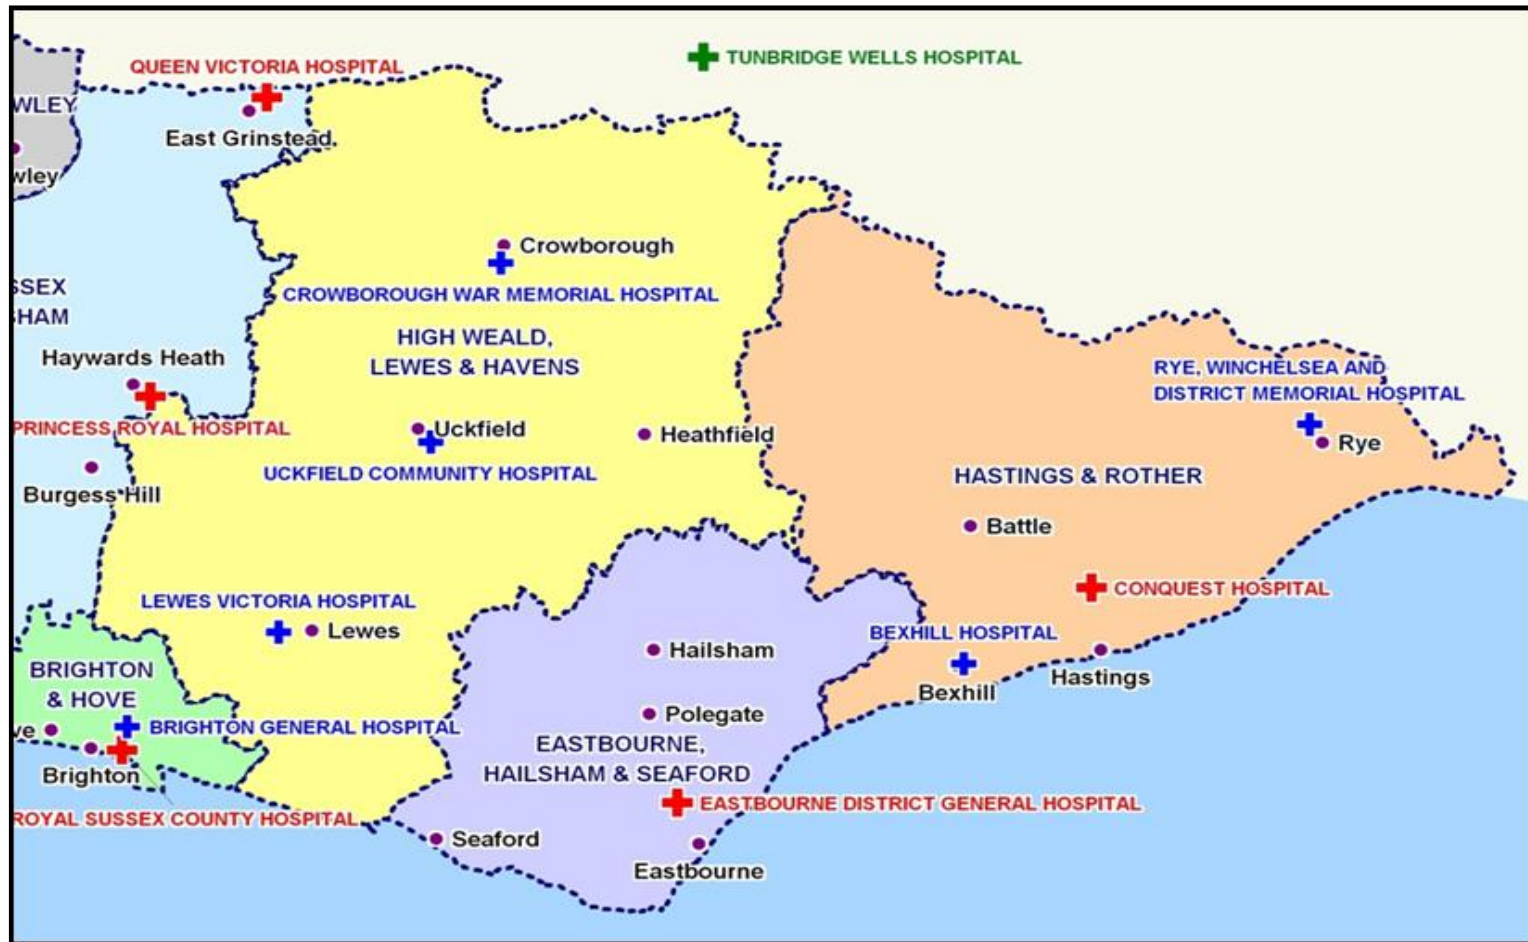 QUEEN VICTORIA HOSPITAL
TUNBRIDGE WELLS HOSPITAL
WLEY
East Grinstead
wley
Crowborough
CROWBOROUGH WAR MEMORIAL HOSPITAL
SSEX
HAM
HIGH WEALD,
LEWES & HAVENS
Haywards Heath
RYE, WINCHELSEA AND
DISTRICT MEMORIAL HOSPITAL
PRINCESS ROYAL HOSPITAL
Uckfield
Heathfield
Rye
UCKFIELD COMMUNITY HOSPITAL
HASTINGS & ROTHER
Burgess Hill
Battle
CONQUEST HOSPITAL
LEWES VICTORIA HOSPITAL
Lewes
BEXHILL HOSPITAL
Hailsham
Hastings
Bexhill
BRIGHTON
& HOVE
Polegate
BRIGHTON GENERAL HOSPITAL
ve
EASTBOURNE,
HAILSHAM & SEAFORD
Brighton
EASTBOURNE DISTRICT GENERAL HOSPITAL
ROYAL SUSSEX COUNTY HOSPITAL
Seaford
Eastbourne